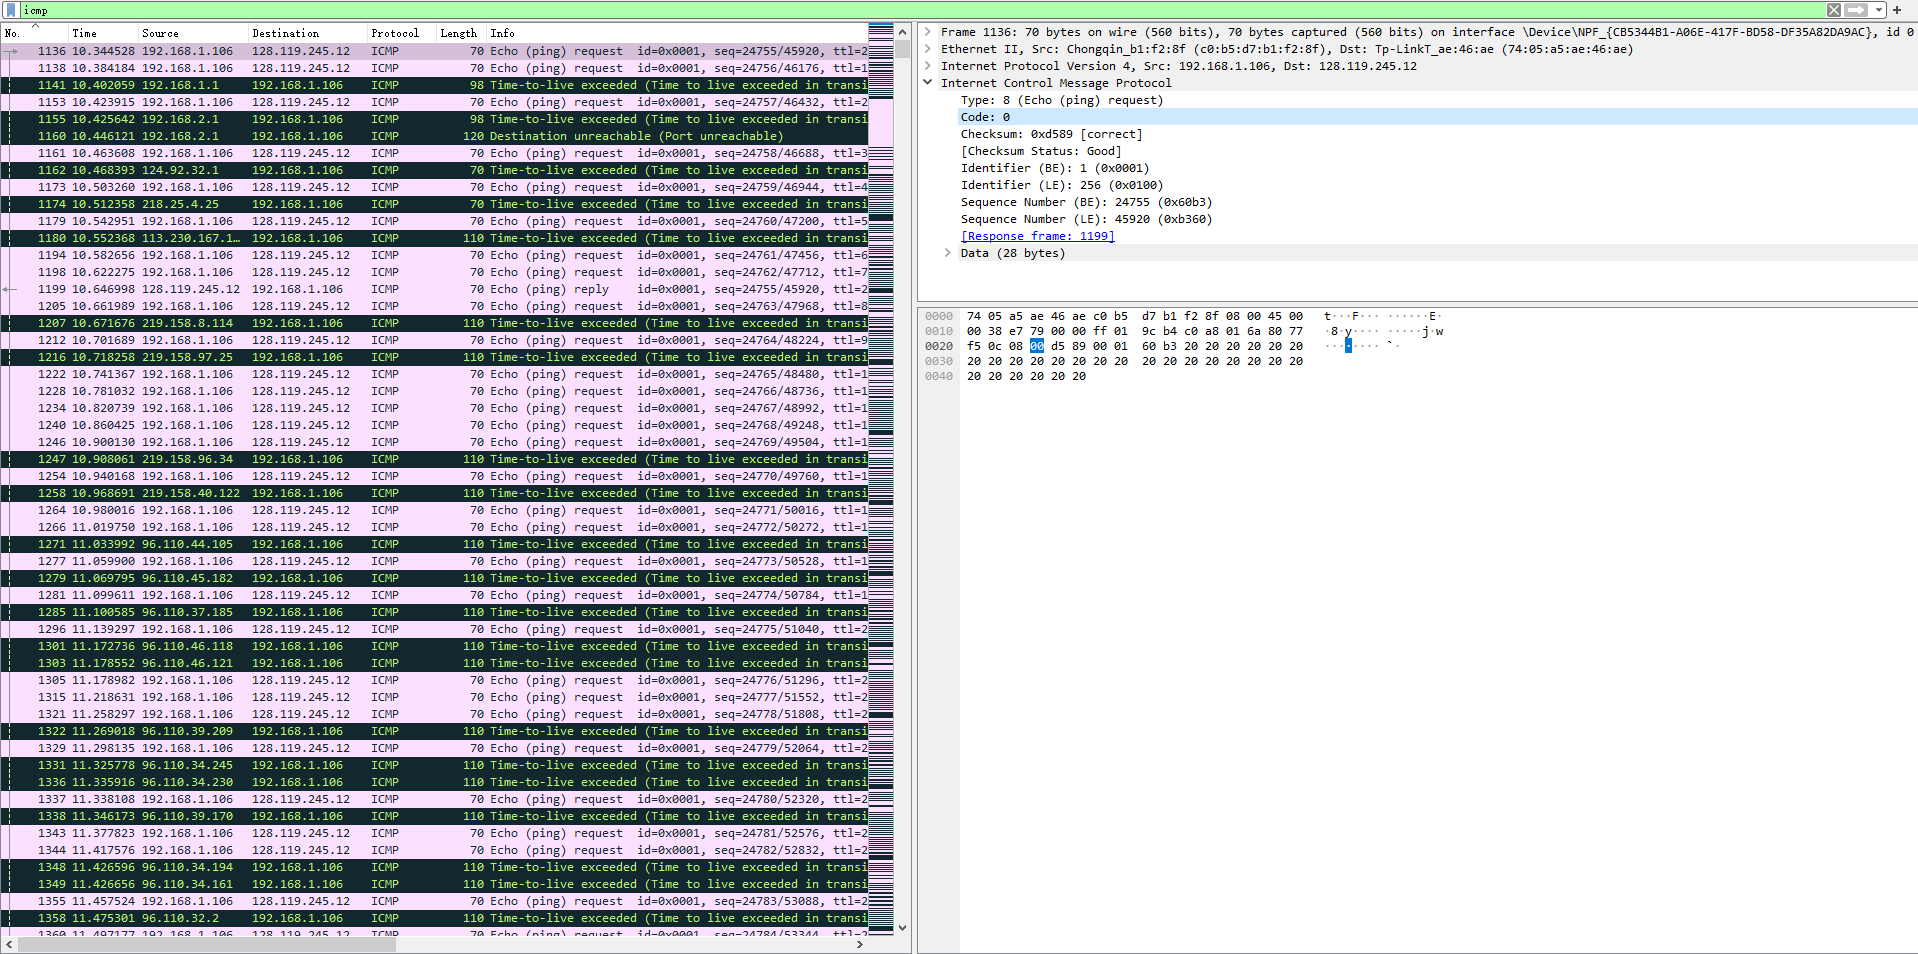 icmp
No. Time Source Destination Protocol Length Info
1136 10.344528 192.168.1.106 128.119.245.12 ICMP 70 Echo (ping) request id=0x0001, seq=24755/45920, ttl=2
1138 10.384184 192.168.1.106 128.119.245.12 ICMP 70 Echo (ping) request id=0x0001, seq=24756/46176, ttl=1
1141 10.402059 192.168.1.1 192.168.1.106 ICMP 98 Time-to-live exceeded (Time to live exceeded in transi
1153 10.423915 192.168.1.106 128.119.245.12 ICMP 70 Echo (ping) request id=0x0001, seq=24757/46432, ttl=2
1155 10.425642 192.168.2.1 192.168.1.106 ICMP 98 Time-to-live exceeded (Time to live exceeded in transi
1160 10.446121 192.168.2.1 192.168.1.106 ICMP 120 Destination unreachable (Port unreachable)
1161 10.463608 192.168.1.106 128.119.245.12 ICMP 70 Echo (ping) request id=0x0001, seq=24758/46688, ttl=3
1162 10.468393 124.92.32.1 192.168.1.106 ICMP 70 Time-to-live exceeded (Time to live exceeded in transi
1173 10.503260 192.168.1.106 128.119.245.12 ICMP 70 Echo (ping) request id=0x0001, seq=24759/46944, ttl=4
1174 10.512358 218.25.4.25 192.168.1.106 ICMP 70 Time-to-live exceeded (Time to live exceeded in transi
1179 10.542951 192.168.1.106 128.119.245.12 ICMP 70 Echo (ping) request id=0x0001, seq=24760/47200, ttl=5
1180 10.552368 113.230.167.1… 192.168.1.106 ICMP 110 Time-to-live exceeded (Time to live exceeded in transi
1194 10.582656 192.168.1.106 128.119.245.12 ICMP 70 Echo (ping) request id=0x0001, seq=24761/47456, ttl=6
1198 10.622275 192.168.1.106 128.119.245.12 ICMP 70 Echo (ping) request id=0x0001, seq=24762/47712, ttl=7
1199 10.646998 128.119.245.12 192.168.1.106 ICMP 70 Echo (ping) reply id=0x0001, seq=24755/45920, ttl=2
1205 10.661989 192.168.1.106 128.119.245.12 ICMP 70 Echo (ping) request id=0x0001, seq=24763/47968, ttl=8
1207 10.671676 219.158.8.114 192.168.1.106 ICMP 110 Time-to-live exceeded (Time to live exceeded in transi
1212 10.701689 192.168.1.106 128.119.245.12 ICMP 70 Echo (ping) request id=0x0001, seq=24764/48224, ttl=9
1216 10.718258 219.158.97.25 192.168.1.106 ICMP 110 Time-to-live exceeded (Time to live exceeded in transi
1222 10.741367 192.168.1.106 128.119.245.12 ICMP 70 Echo (ping) request id=0x0001, seq=24765/48480, ttl=1
1228 10.781032 192.168.1.106 128.119.245.12 ICMP 70 Echo (ping) request id=0x0001, seq=24766/48736, ttl=1
1234 10.820739 192.168.1.106 128.119.245.12 ICMP 70 Echo (ping) request id=0x0001, seq=24767/48992, ttl=1
1240 10.860425 192.168.1.106 128.119.245.12 ICMP 70 Echo (ping) request id=0x0001, seq=24768/49248, ttl=1
1246 10.900130 192.168.1.106 128.119.245.12 ICMP 70 Echo (ping) request id=0x0001, seq=24769/49504, ttl=1
1247 10.908061 219.158.96.34 192.168.1.106 ICMP 110 Time-to-live exceeded (Time to live exceeded in transi
1254 10.940168 192.168.1.106 128.119.245.12 ICMP 70 Echo (ping) request id=0x0001, seq=24770/49760, ttl=1
1258 10.968691 219.158.40.122 192.168.1.106 ICMP 110 Time-to-live exceeded (Time to live exceeded in transi
1264 10.980016 192.168.1.106 128.119.245.12 ICMP 70 Echo (ping) request id=0x0001, seq=24771/50016, ttl=1
1266 11.019750 192.168.1.106 128.119.245.12 ICMP 70 Echo (ping) request id=0x0001, seq=24772/50272, ttl=1
1271 11.033992 96.110.44.105 192.168.1.106 ICMP 110 Time-to-live exceeded (Time to live exceeded in transi
1277 11.059900 192.168.1.106 128.119.245.12 ICMP 70 Echo (ping) request id=0x0001, seq=24773/50528, ttl=1
1279 11.069795 96.110.45.182 192.168.1.106 ICMP 110 Time-to-live exceeded (Time to live exceeded in transi
1281 11.099611 192.168.1.106 128.119.245.12 ICMP 70 Echo (ping) request id=0x0001, seq=24774/50784, ttl=1
1285 11.100585 96.110.37.185 192.168.1.106 ICMP 110 Time-to-live exceeded (Time to live exceeded in transi
1296 11.139297 192.168.1.106 128.119.245.12 ICMP 70 Echo (ping) request id=0x0001, seq=24775/51040, ttl=2
1301 11.172736 96.110.46.118 192.168.1.106 ICMP 110 Time-to-live exceeded (Time to live exceeded in transi
1303 11.178552 96.110.46.121 192.168.1.106 ICMP 110 Time-to-live exceeded (Time to live exceeded in transi
1305 11.178982 192.168.1.106 128.119.245.12 ICMP 70 Echo (ping) request id=0x0001, seq=24776/51296, ttl=2
1315 11.218631 192.168.1.106 128.119.245.12 ICMP 70 Echo (ping) request id=0x0001, seq=24777/51552, ttl=2
1321 11.258297 192.168.1.106 128.119.245.12 ICMP 70 Echo (ping) request id=0x0001, seq=24778/51808, ttl=2
1322 11.269018 96.110.39.209 192.168.1.106 ICMP 110 Time-to-live exceeded (Time to live exceeded in transi
1329 11.298135 192.168.1.106 128.119.245.12 ICMP 70 Echo (ping) request id=0x0001, seq=24779/52064, ttl=2
1331 11.325778 96.110.34.245 192.168.1.106 ICMP 110 Time-to-live exceeded (Time to live exceeded in transi
1336 11.335916 96.110.34.230 192.168.1.106 ICMP 110 Time-to-live exceeded (Time to live exceeded in transi
1337 11.338108 192.168.1.106 128.119.245.12 ICMP 70 Echo (ping) request id=0x0001, seq=24780/52320, ttl=2
1338 11.346173 96.110.39.170 192.168.1.106 ICMP 110 Time-to-live exceeded (Time to live exceeded in transi
1343 11.377823 192.168.1.106 128.119.245.12 ICMP 70 Echo (ping) request id=0x0001, seq=24781/52576, ttl=2
1344 11.417576 192.168.1.106 128.119.245.12 ICMP 70 Echo (ping) request id=0x0001, seq=24782/52832, ttl=2
1348 11.426596 96.110.34.194 192.168.1.106 ICMP 110 Time-to-live exceeded (Time to live exceeded in transi
1349 11.426656 96.110.34.161 192.168.1.106 ICMP 110 Time-to-live exceeded (Time to live exceeded in transi
1355 11.457524 192.168.1.106 128.119.245.12 ICMP 70 Echo (ping) request id=0x0001, seq=24783/53088, ttl=2
1358 11.475301 96.110.32.2 192.168.1.106 ICMP 110 Time-to-live exceeded (Time to live exceeded in transi
1360 11.497177 192.168.1.106 128.119.245.12 ICMP 70 Echo (ping) request id=0x0001, seq=24784/53344, ttl=2
Frame 1136: 70 bytes on wire (560 bits), 70 bytes captured (560 bits) on interface \Device\NPF_{CB5344B1-A06E-417F-BD58-DF35A82DA9AC}, id 0
Ethernet II, Src: Chongqin_b1:f2:8f (c0:b5:d7:b1:f2:8f), Dst: Tp-LinkT_ae:46:ae (74:05:a5:ae:46:ae)
Internet Protocol Version 4, Src: 192.168.1.106, Dst: 128.119.245.12
Internet Control Message Protocol
Type: 8 (Echo (ping) request)
Code: 0
Checksum: 0xd589 [correct]
[Checksum Status: Good]
Identifier (BE): 1 (0x0001)
Identifier (LE): 256 (0x0100)
Sequence Number (BE): 24755 (0x60b3)
Sequence Number (LE): 45920 (0xb360)
[Response frame: 1199]
Data (28 bytes)
0000 74 05 a5 ae 46 ae c0 b5 d7 b1 f2 8f 08 00 45 00 t···F··· ······E·
0010 00 38 e7 79 00 00 ff 01 9c b4 c0 a8 01 6a 80 77 ·8·y···· ·····j·w
0020 f5 0c 08 00 d5 89 00 01 60 b3 20 20 20 20 20 20 ········ `·
0030 20 20 20 20 20 20 20 20 20 20 20 20 20 20 20 20
0040 20 20 20 20 20 20